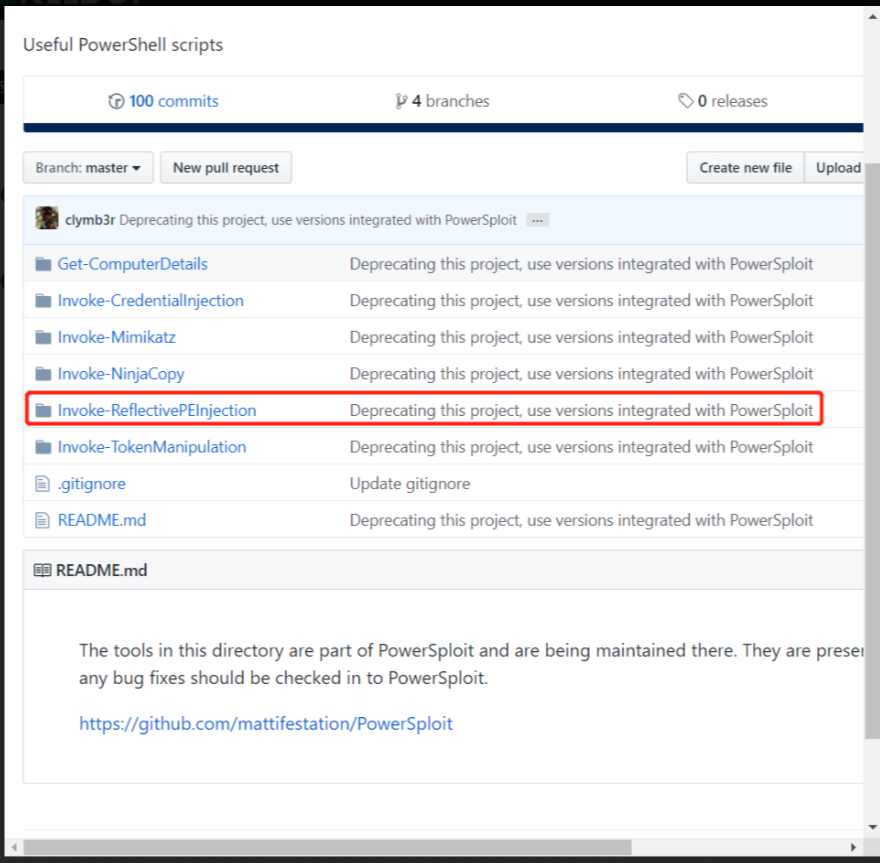 Useful PowerShell scripts
100 commits 4 branches 0 releases
Branch: master New pull request Create new file Upload
clymb3r Deprecating this project, use versions integrated with PowerSploit ...
Get-ComputerDetails Deprecating this project, use versions integrated with PowerSploit
Invoke-CredentialInjection Deprecating this project, use versions integrated with PowerSploit
Invoke-Mimikatz Deprecating this project, use versions integrated with PowerSploit
Invoke-NinjaCopy Deprecating this project, use versions integrated with PowerSploit
Invoke-ReflectivePEInjection Deprecating this project, use versions integrated with PowerSploit
Invoke-TokenManipulation Deprecating this project, use versions integrated with PowerSploit
.gitignore Update gitignore
README.md Deprecating this project, use versions integrated with PowerSploit
README.md
The tools in this directory are part of PowerSploit and are being maintained there. They are preser
any bug fixes should be checked in to PowerSploit.
https://github.com/mattifestation/PowerSploit